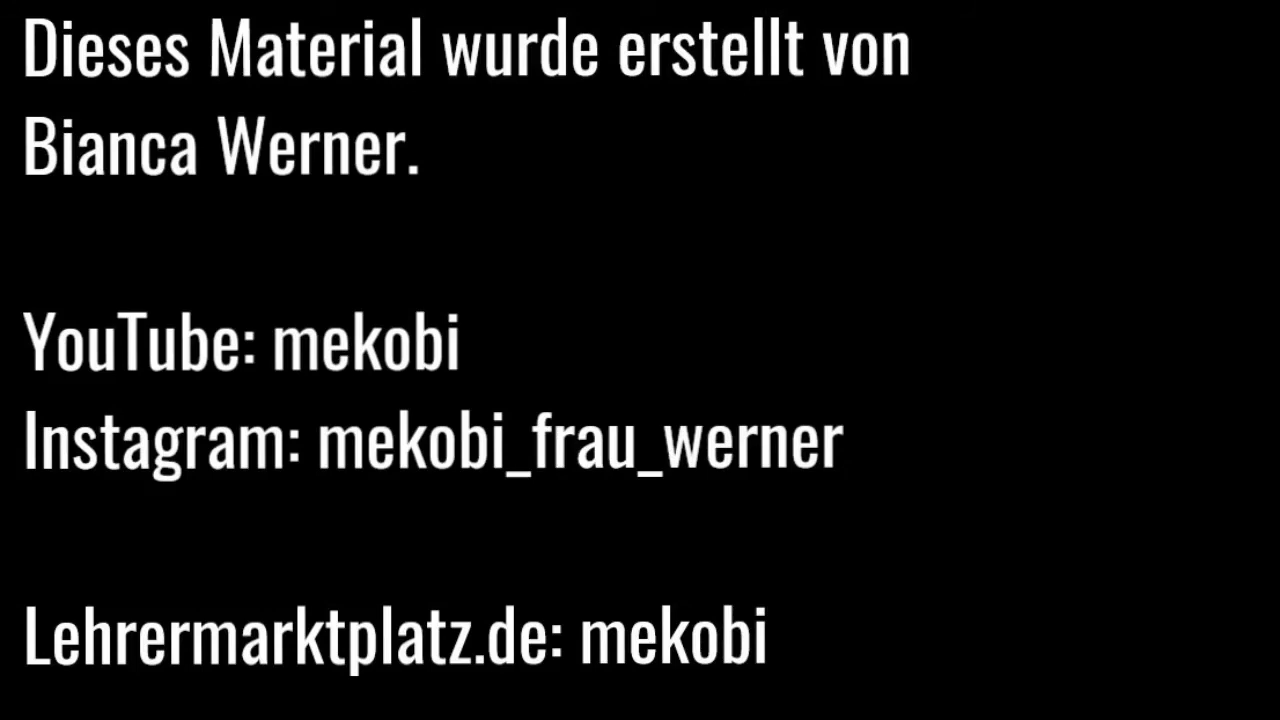 Dieses Material wurde erstellt von
Bianca Werner.
YouTube: mekobi
Instagram: mekobi_frau_werner
Lehrermarktplatz.de: mekobi